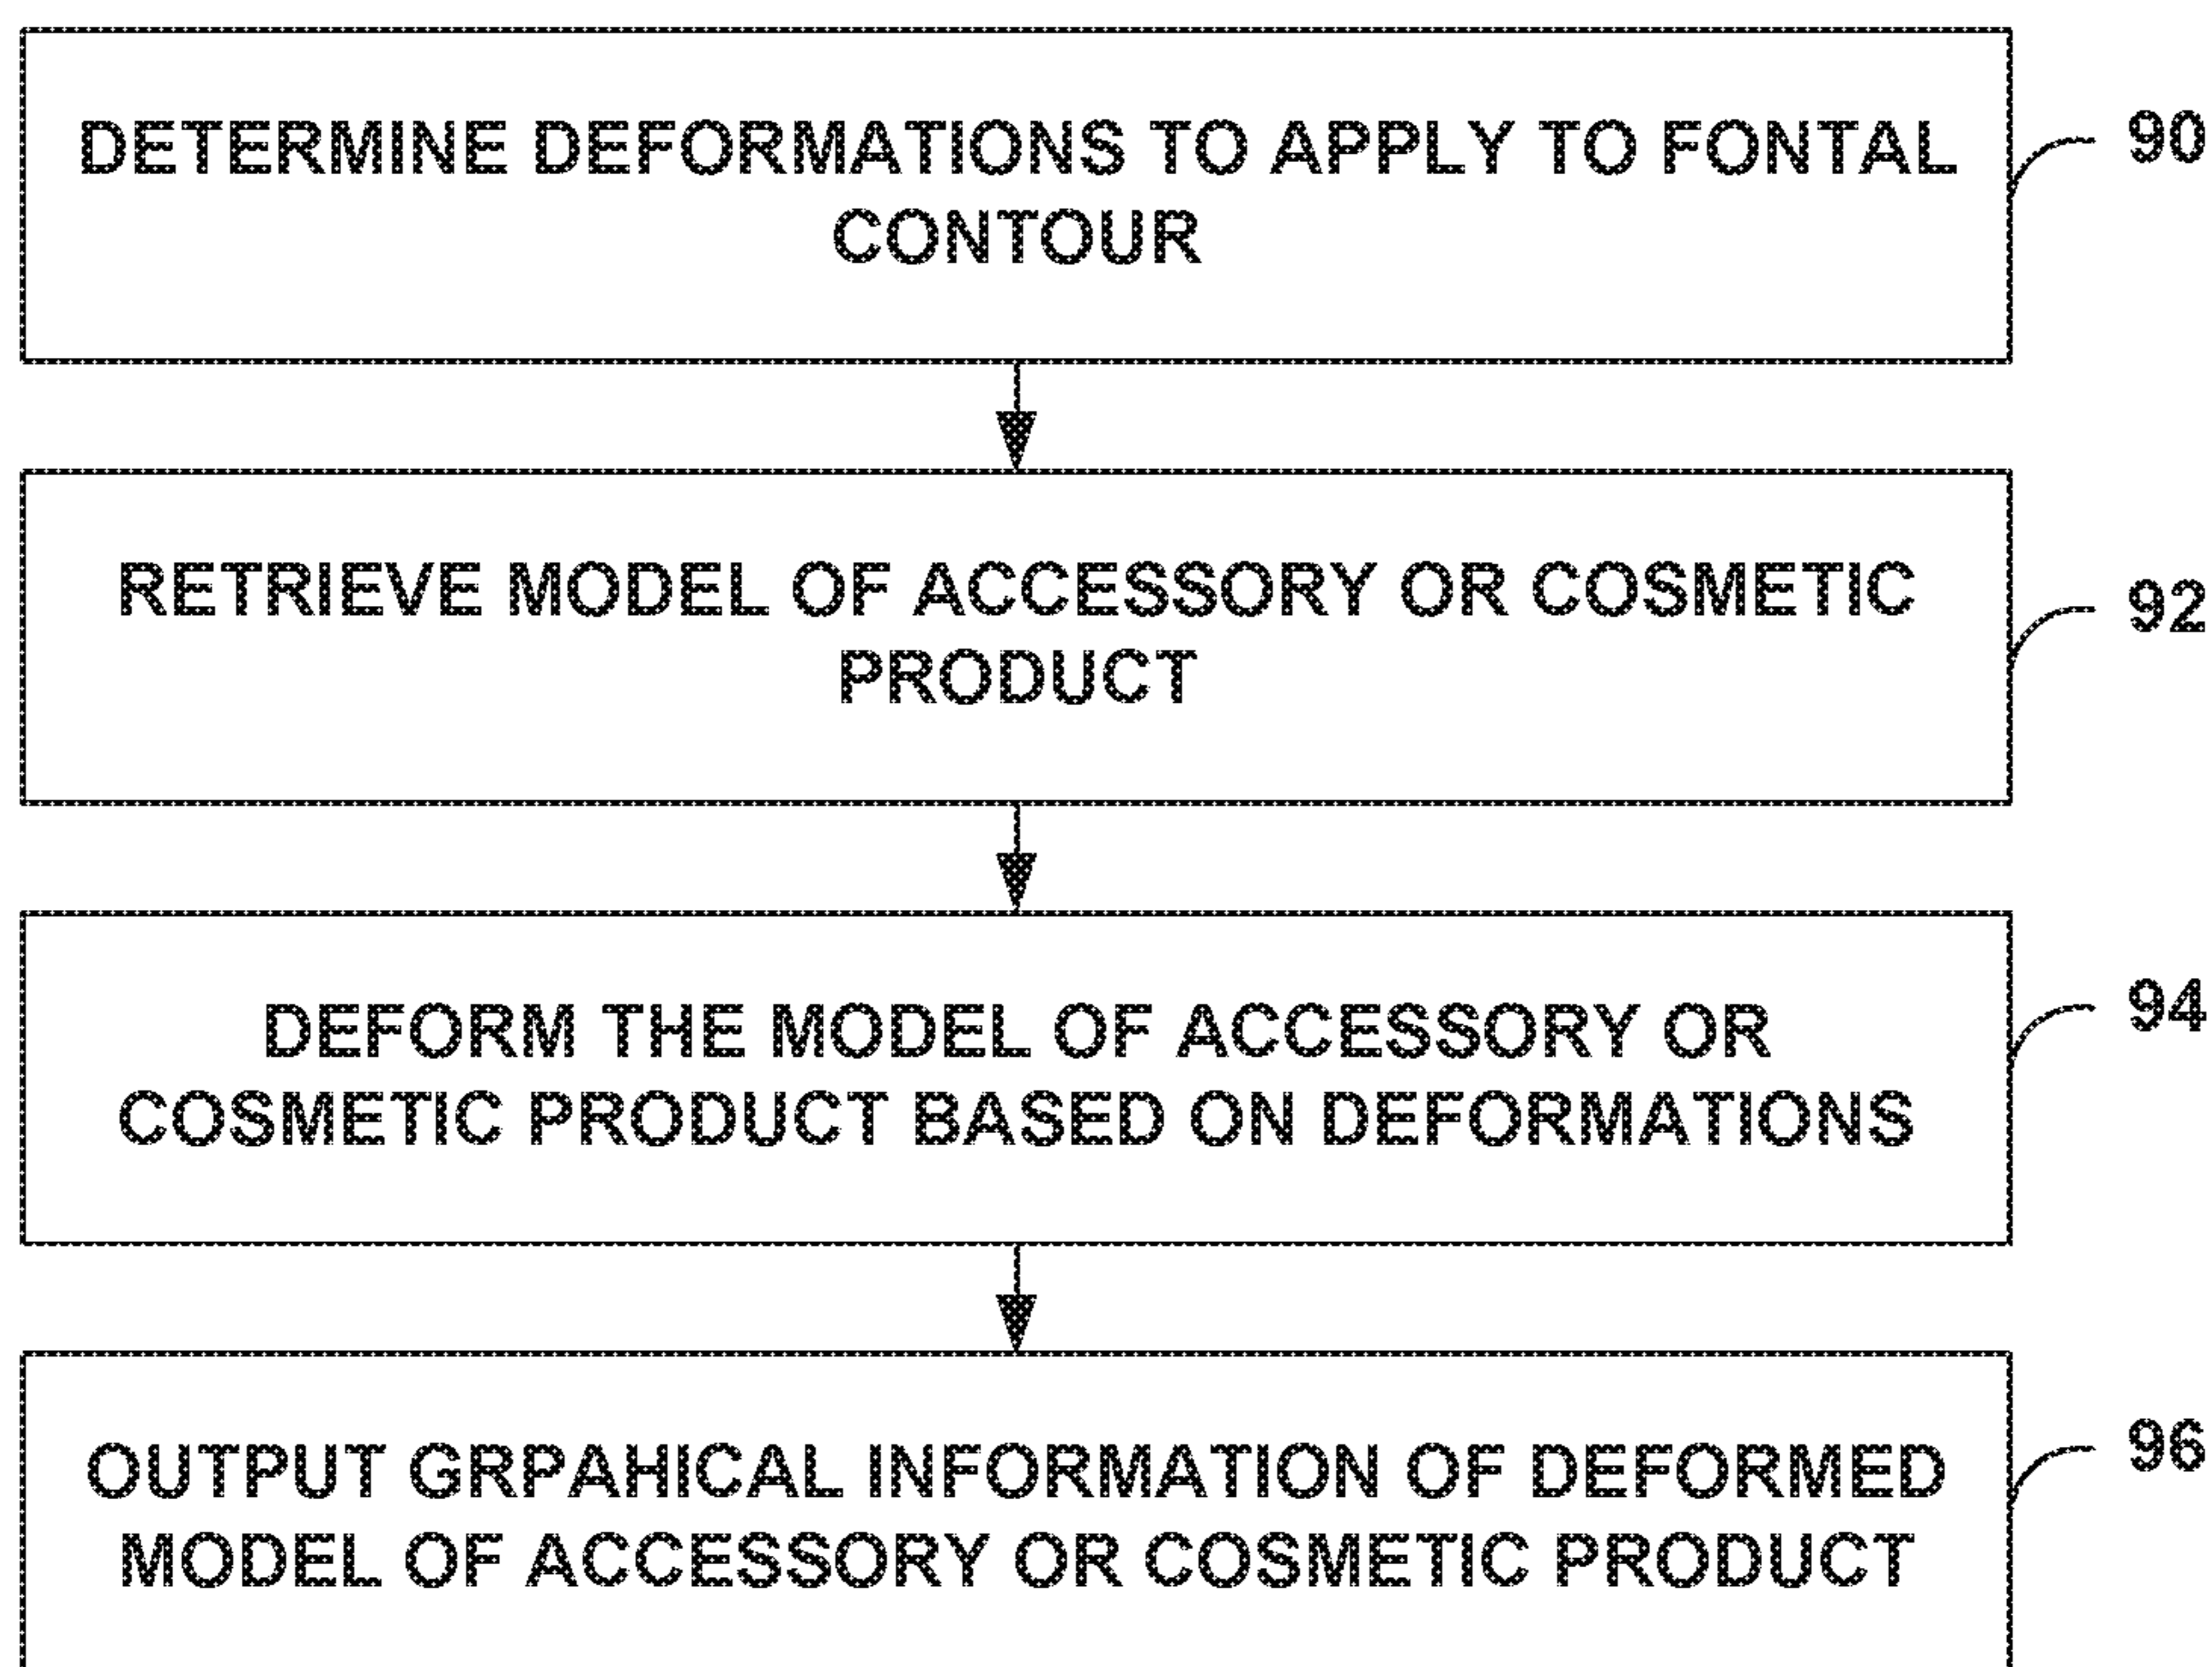 DETERMINE DEFORMATIONS TO APPLY TO FONTAL
CONTOUR
90
RETRIEVE MODEL OF ACCESSORY OR COSMETIC
PRODUCT
92
DEFORM THE MODEL OF ACCESSORY OR
COSMETIC PRODUCT BASED ON DEFORMATIONS
94
OUTPUT GRPAHICAL INFORMATION OF DEFORMED
MODEL OF ACCESSORY OR COSMETIC PRODUCT
96